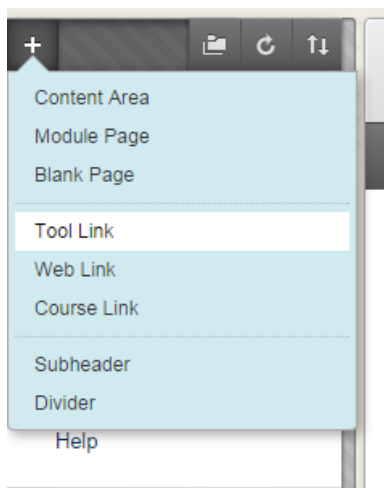 Content Area
Module Page
Blank Page
Tool Link
Web Link
Course Link
Subheader
Divider
Help